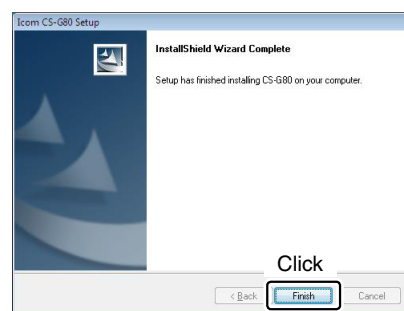 Icom CS-G80 Setup
InstallShield Wizard Complete
Setup has finished installing CS-G80 on your computer.
Click
< Back
Finish
Cancel